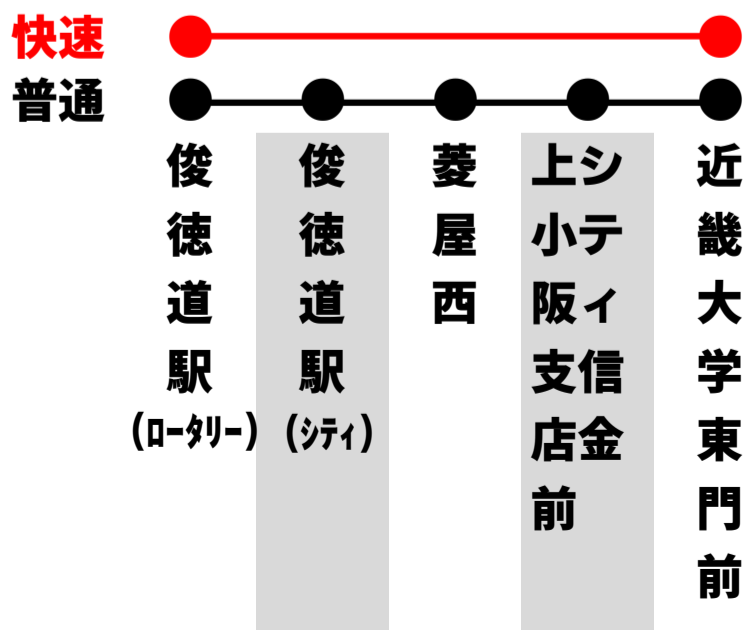 快速
普通
俊徳道駅
(ロータリー)
俊徳道駅
(シティ)
菱屋西
シティ信金
上小阪支店前
近畿大学東門前